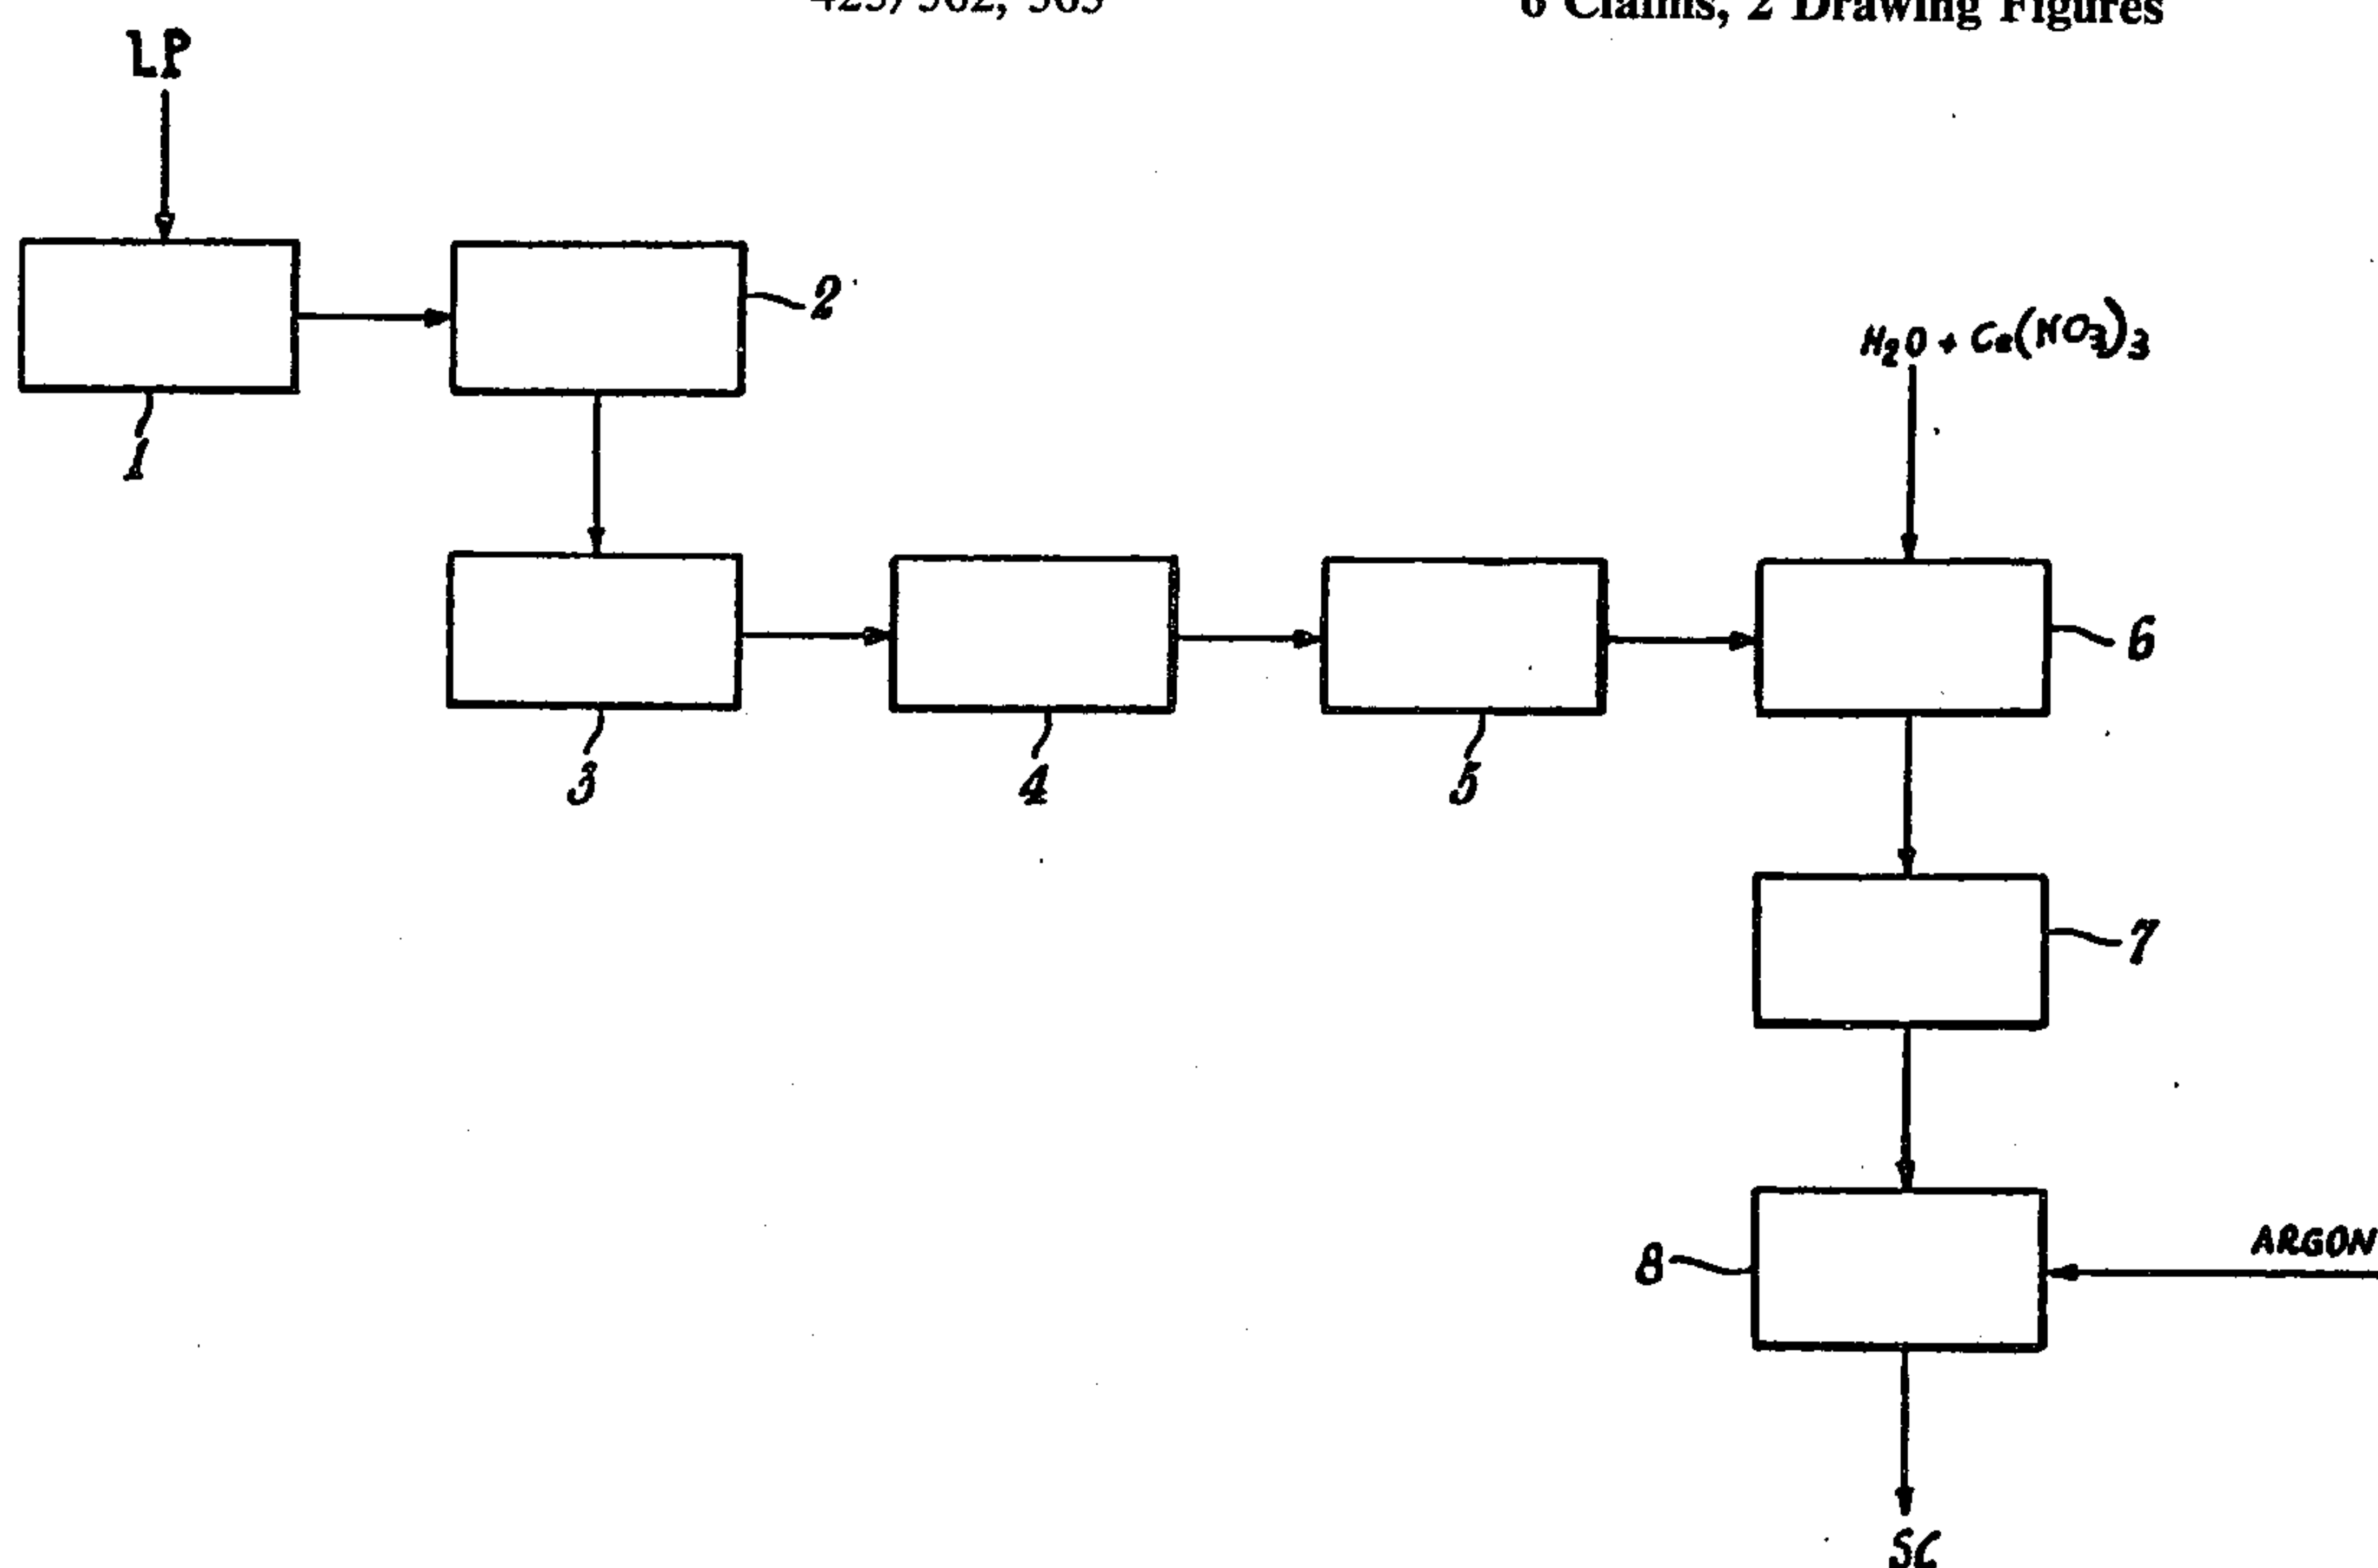 6 Claims, 2 Drawing Figures
LP
2
H2O + Ce(NO3)3
1
6
3
4
5
7
ARGON
8
SC